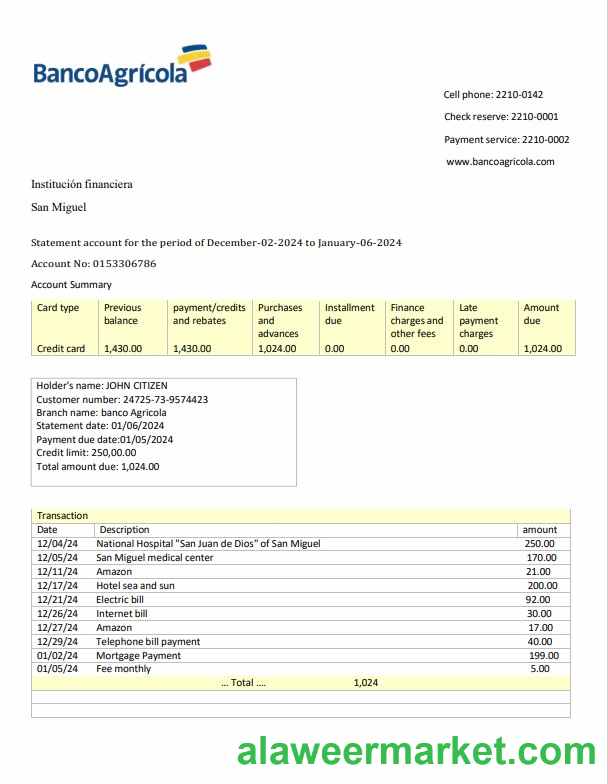 BancoAgrícola
Cell phone: 2210-0142
Check reserve: 2210-0001
Payment service: 2210-0002
www.bancoagricola.com
Institución financiera
San Miguel
Statement account for the period of December-02-2024 to January-06-2024
Account No: 0153306786
Account Summary
Card type Previous balance payment/credits and rebates Purchases and advances Installment due Finance charges and other fees Late payment charges Amount due
Credit card 1,430.00 1,430.00 1,024.00 0.00 0.00 0.00 1,024.00
Holder's name: JOHN CITIZEN
Customer number: 24725-73-9574423
Branch name: banco Agricola
Statement date: 01/06/2024
Payment due date:01/05/2024
Credit limit: 250,00.00
Total amount due: 1,024.00
Transaction
Date Description amount
12/04/24 National Hospital "San Juan de Dios" of San Miguel 250.00
12/05/24 San Miguel medical center 170.00
12/11/24 Amazon 21.00
12/17/24 Hotel sea and sun 200.00
12/21/24 Electric bill 92.00
12/26/24 Internet bill 30.00
12/27/24 Amazon 17.00
12/29/24 Telephone bill payment 40.00
01/02/24 Mortgage Payment 199.00
01/05/24 Fee monthly 5.00
... Total .... 1,024
alaweermarket.com